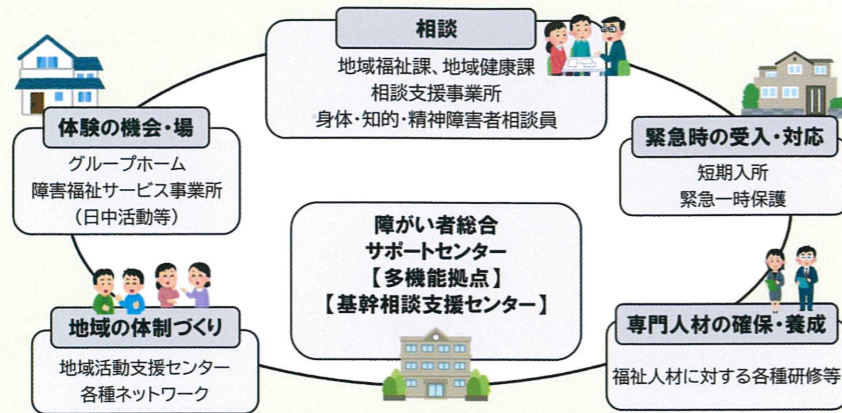 相談
地域福祉課、地域健康課
相談支援事業所
身体・知的・精神障害者相談員
体験の機会・場
グループホーム
障害福祉サービス事業所
（日中活動等）
緊急時の受入・対応
短期入所
緊急一時保護
障がい者総合
サポートセンター
【多機能拠点】
【基幹相談支援センター】
地域の体制づくり
地域活動支援センター
各種ネットワーク
専門人材の確保・養成
福祉人材に対する各種研修等